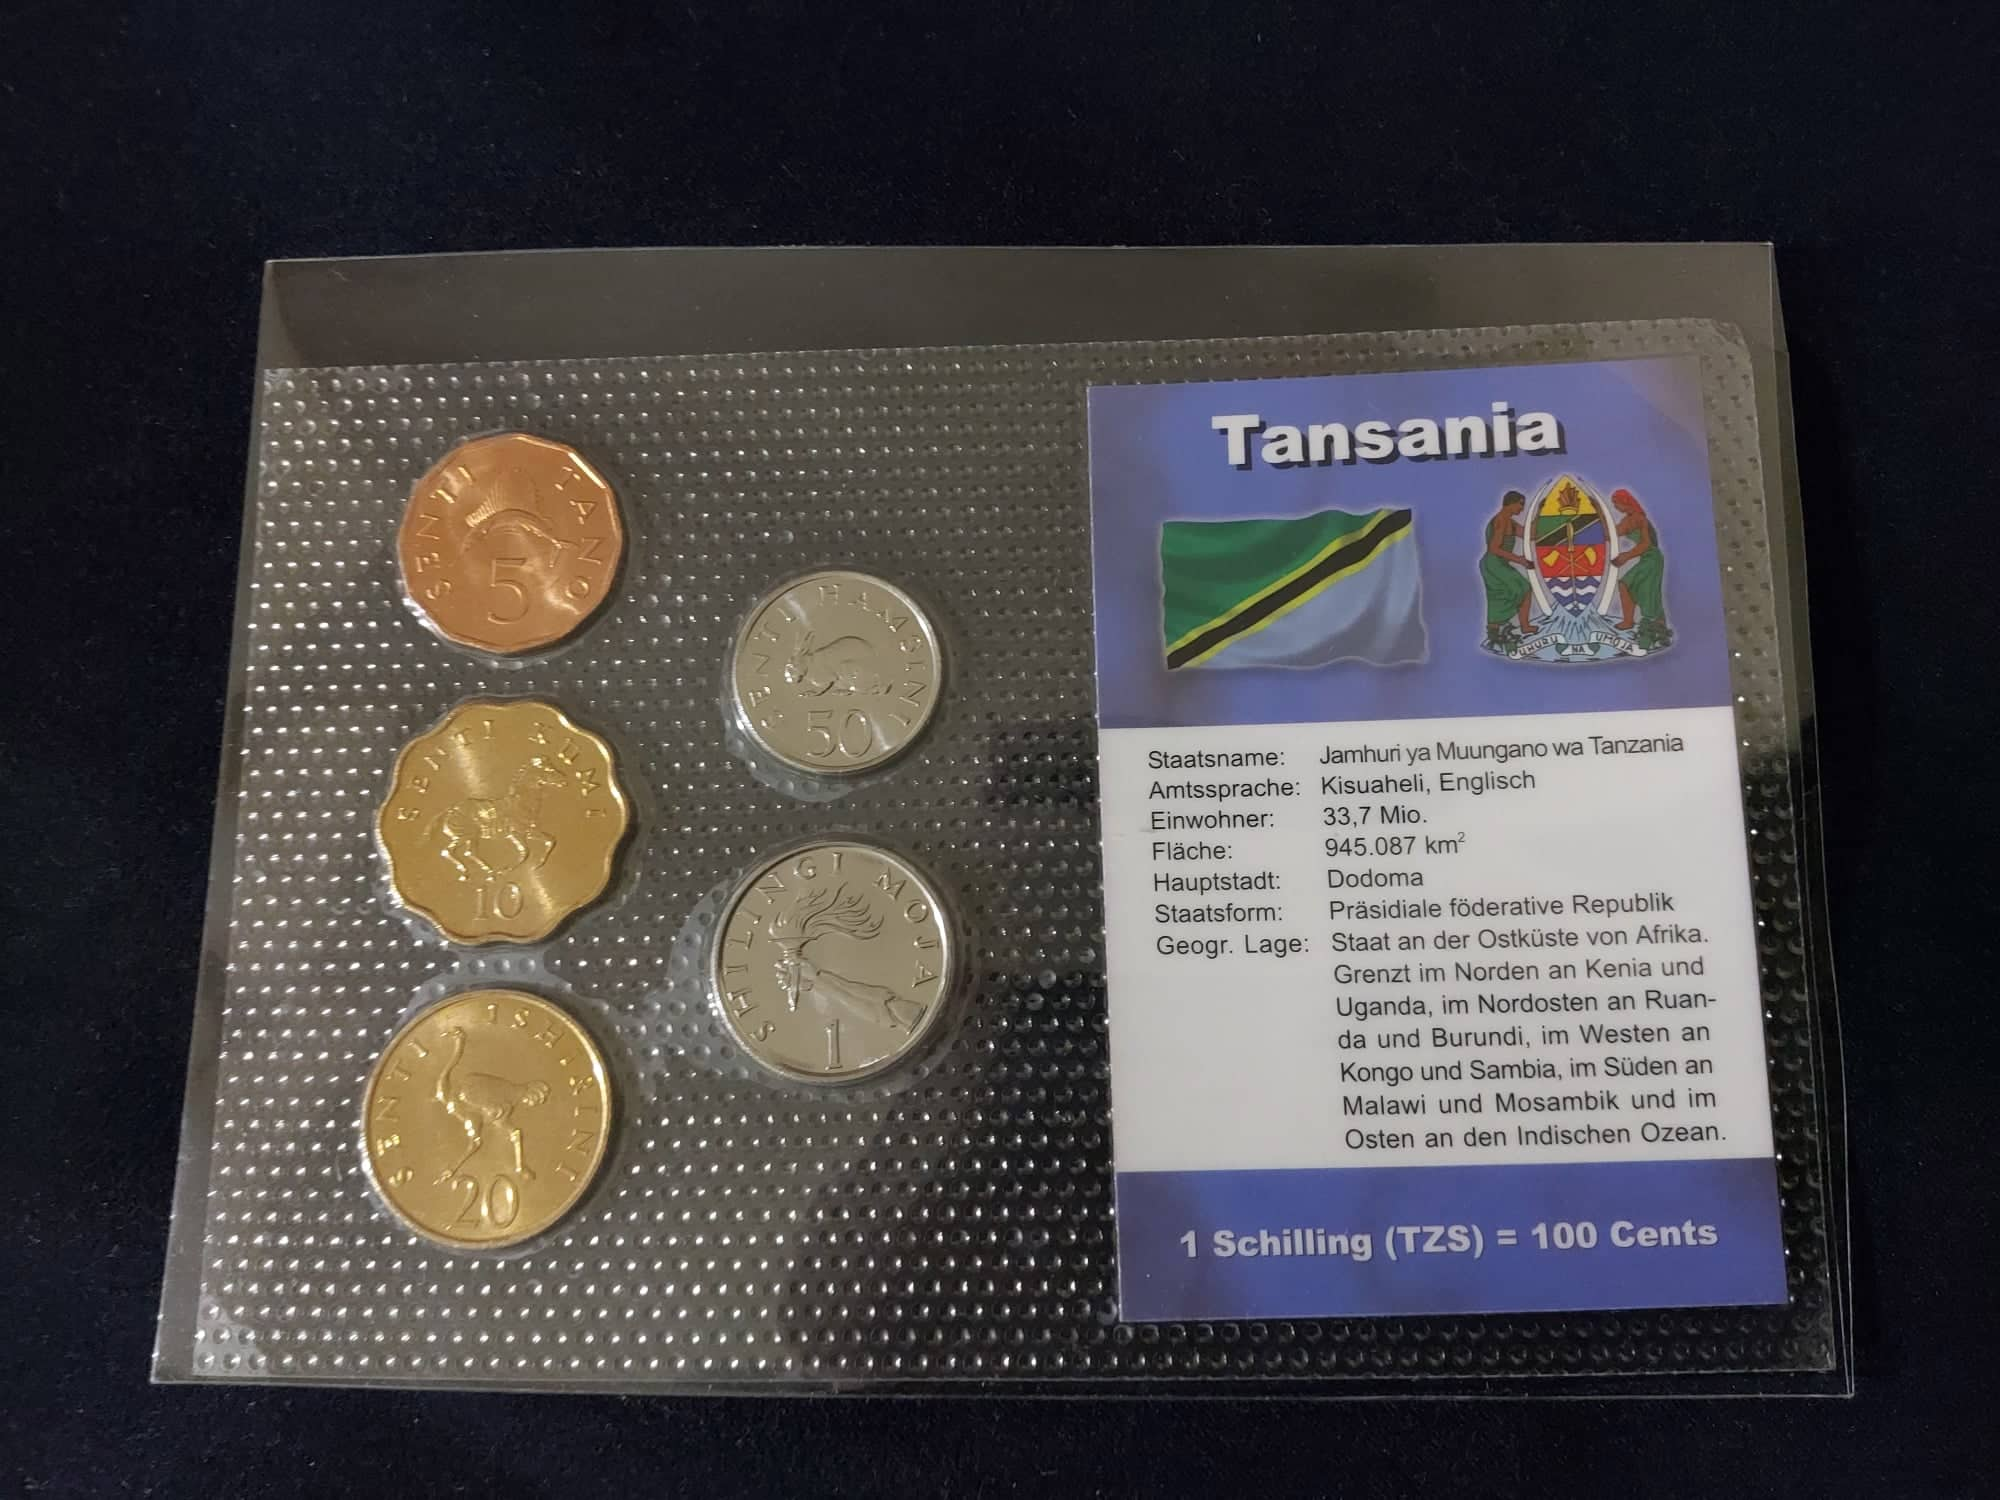 SENTI TANO
5
SENTI KUMI
10
SENTI ISHIRINI
20
SENTI HAMSINI
50
SHILINGI MOJA
1
Tansania
UHURU NA UMOJA
Staatsname: Jamhuri ya Muungano wa Tanzania
Amtssprache: Kisuaheli, Englisch
Einwohner: 33,7 Mio.
Fläche: 945.087 km²
Hauptstadt: Dodoma
Staatsform: Präsidiale föderative Republik
Geogr. Lage: Staat an der Ostküste von Afrika.
Grenzt im Norden an Kenia und
Uganda, im Nordosten an Ruan-
da und Burundi, im Westen an
Kongo und Sambia, im Süden an
Malawi und Mosambik und im
Osten an den Indischen Ozean.
1 Schilling (TZS) = 100 Cents